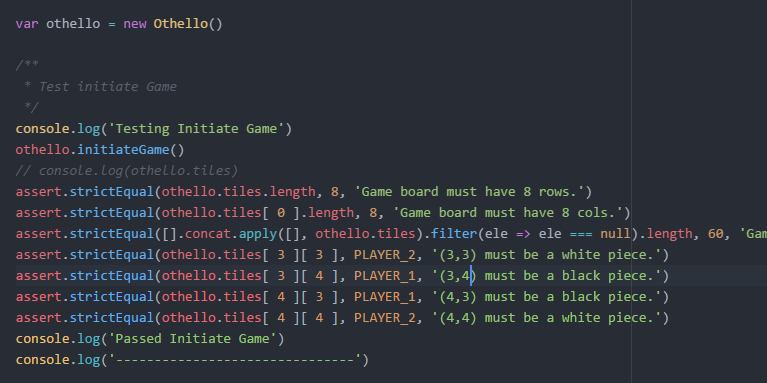 var othello = new Othello()
/**
 * Test initiate Game
 */
console.log('Testing Initiate Game')
othello.initiateGame()
// console.log(othello.tiles)
assert.strictEqual(othello.tiles.length, 8, 'Game board must have 8 rows.')
assert.strictEqual(othello.tiles[ 0 ].length, 8, 'Game board must have 8 cols.')
assert.strictEqual([].concat.apply([], othello.tiles).filter(ele => ele === null).length, 60, 'Gam
assert.strictEqual(othello.tiles[ 3 ][ 3 ], PLAYER_2, '(3,3) must be a white piece.')
assert.strictEqual(othello.tiles[ 3 ][ 4 ], PLAYER_1, '(3,4) must be a black piece.')
assert.strictEqual(othello.tiles[ 4 ][ 3 ], PLAYER_1, '(4,3) must be a black piece.')
assert.strictEqual(othello.tiles[ 4 ][ 4 ], PLAYER_2, '(4,4) must be a white piece.')
console.log('Passed Initiate Game')
console.log('------------------------------')